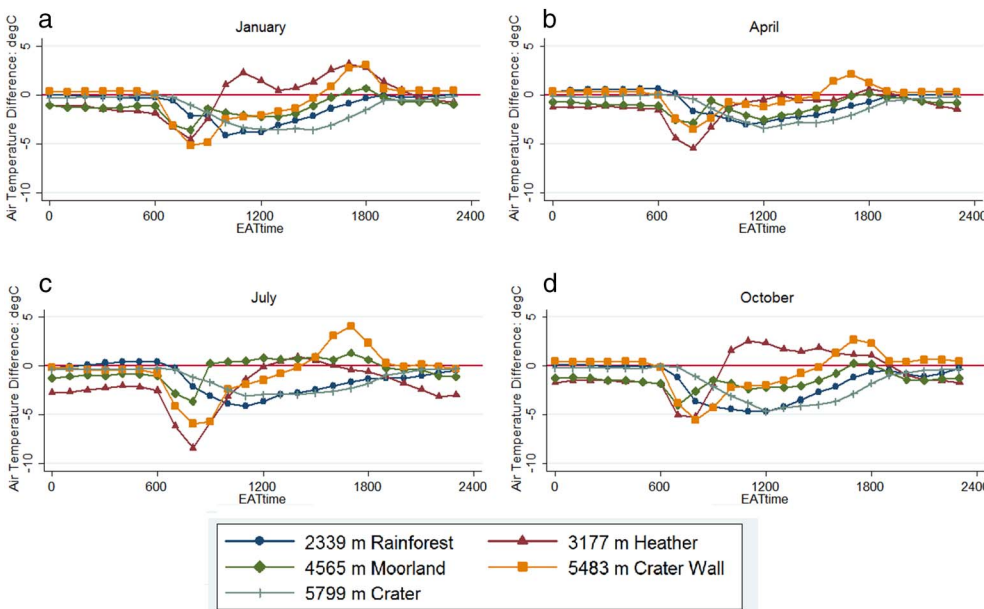 a
January
Air Temperature Difference: degC
5
0
-5
-10
0
600
1200
1800
2400
EATtime
b
April
Air Temperature Difference: degC
5
0
-5
-10
0
600
1200
1800
2400
EATtime
c
July
Air Temperature Difference: degC
5
0
-5
-10
0
600
1200
1800
2400
EATtime
d
October
Air Temperature Difference: degC
5
0
-5
-10
0
600
1200
1800
2400
EATtime
2339 m Rainforest
3177 m Heather
4565 m Moorland
5483 m Crater Wall
5799 m Crater